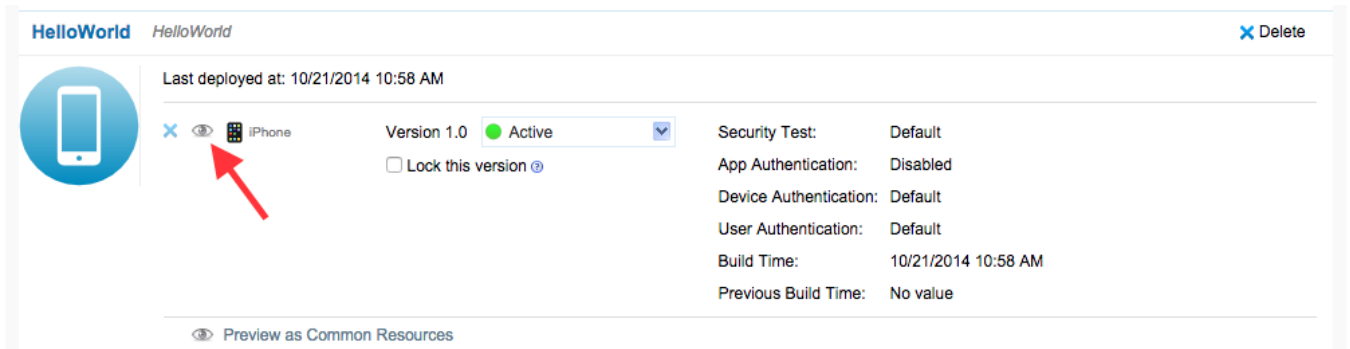 HelloWorld HelloWorld Delete
Last deployed at: 10/21/2014 10:58 AM
iPhone Version 1.0 Active Security Test: Default
Lock this version ? App Authentication: Disabled
Device Authentication: Default
User Authentication: Default
Build Time: 10/21/2014 10:58 AM
Previous Build Time: No value
Preview as Common Resources